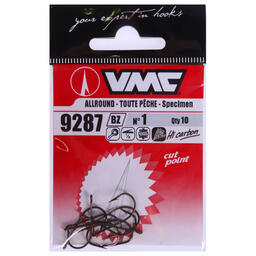 your expert in hooks
VMC
ALLROUND - TOUTE PÊCHE - Specimen
9287 BZ N° 1 Qty 10
Hi carbon
cut
point